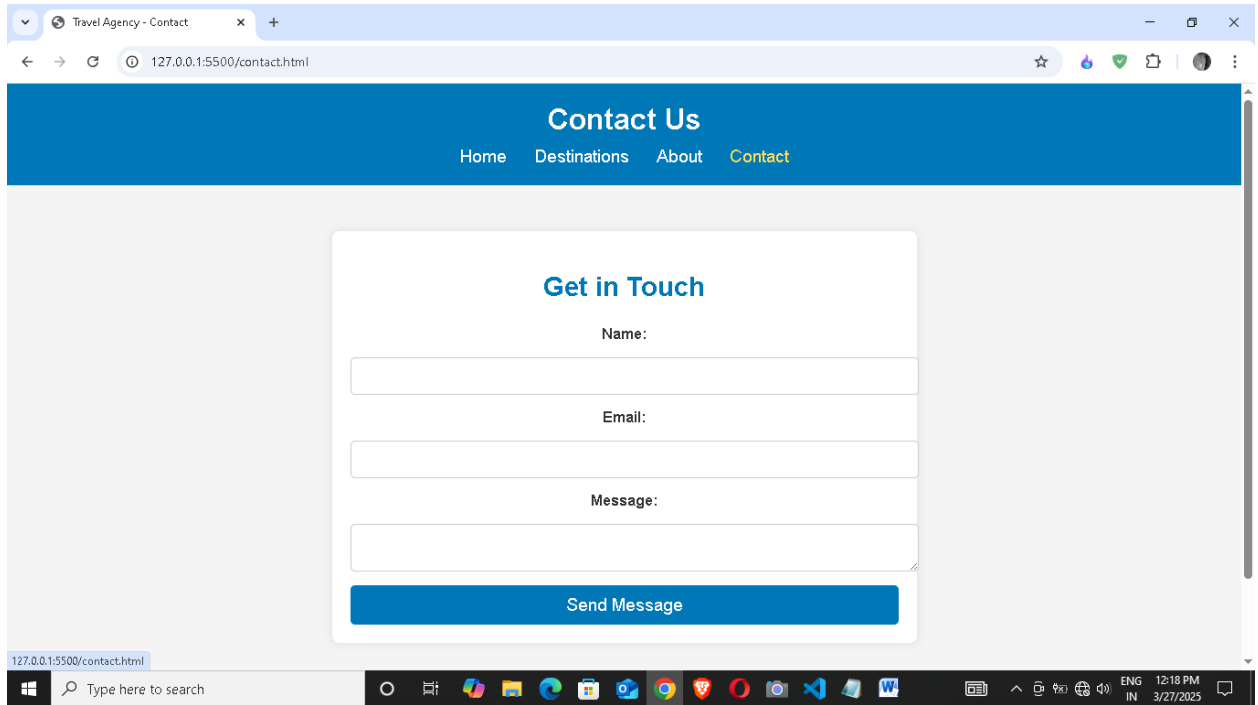 Travel Agency - Contact
127.0.0.1:5500/contact.html
Contact Us
Home Destinations About Contact
Get in Touch
Name:
Email:
Message:
Send Message
127.0.0.1:5500/contact.html
Type here to search
ENG 12:18 PM
IN 3/27/2025